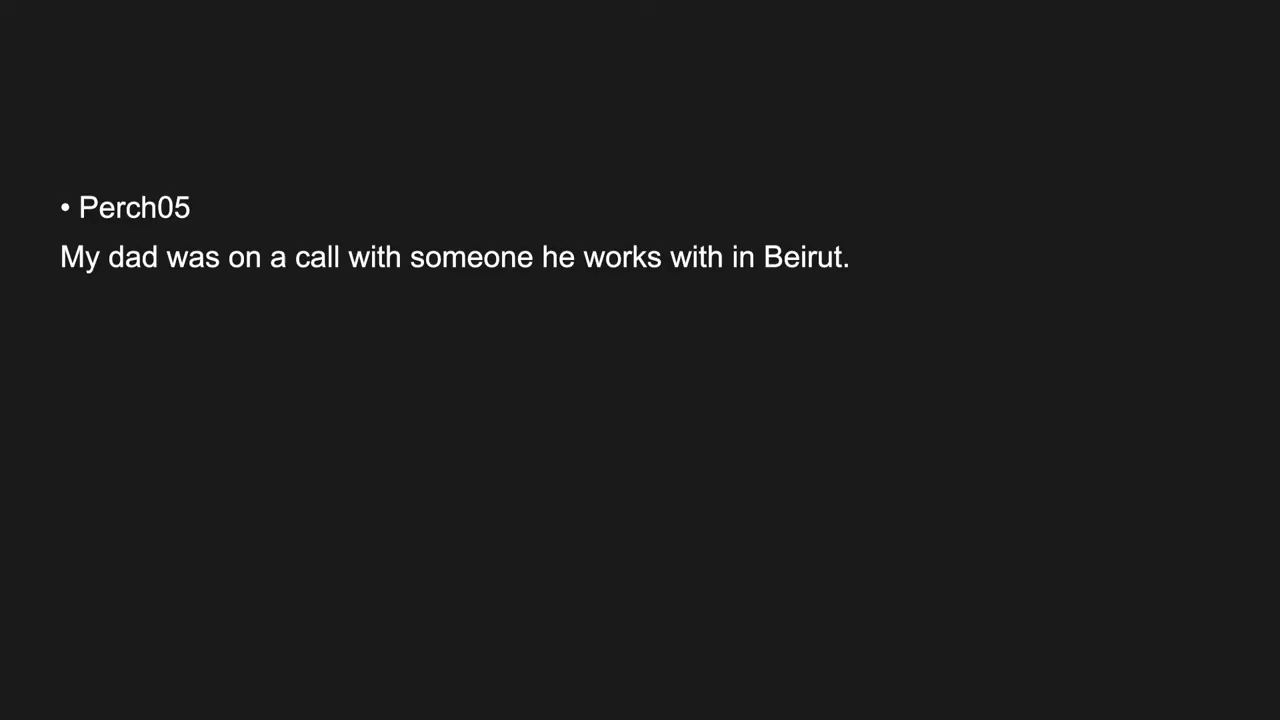 • Perch05
My dad was on a call with someone he works with in Beirut.